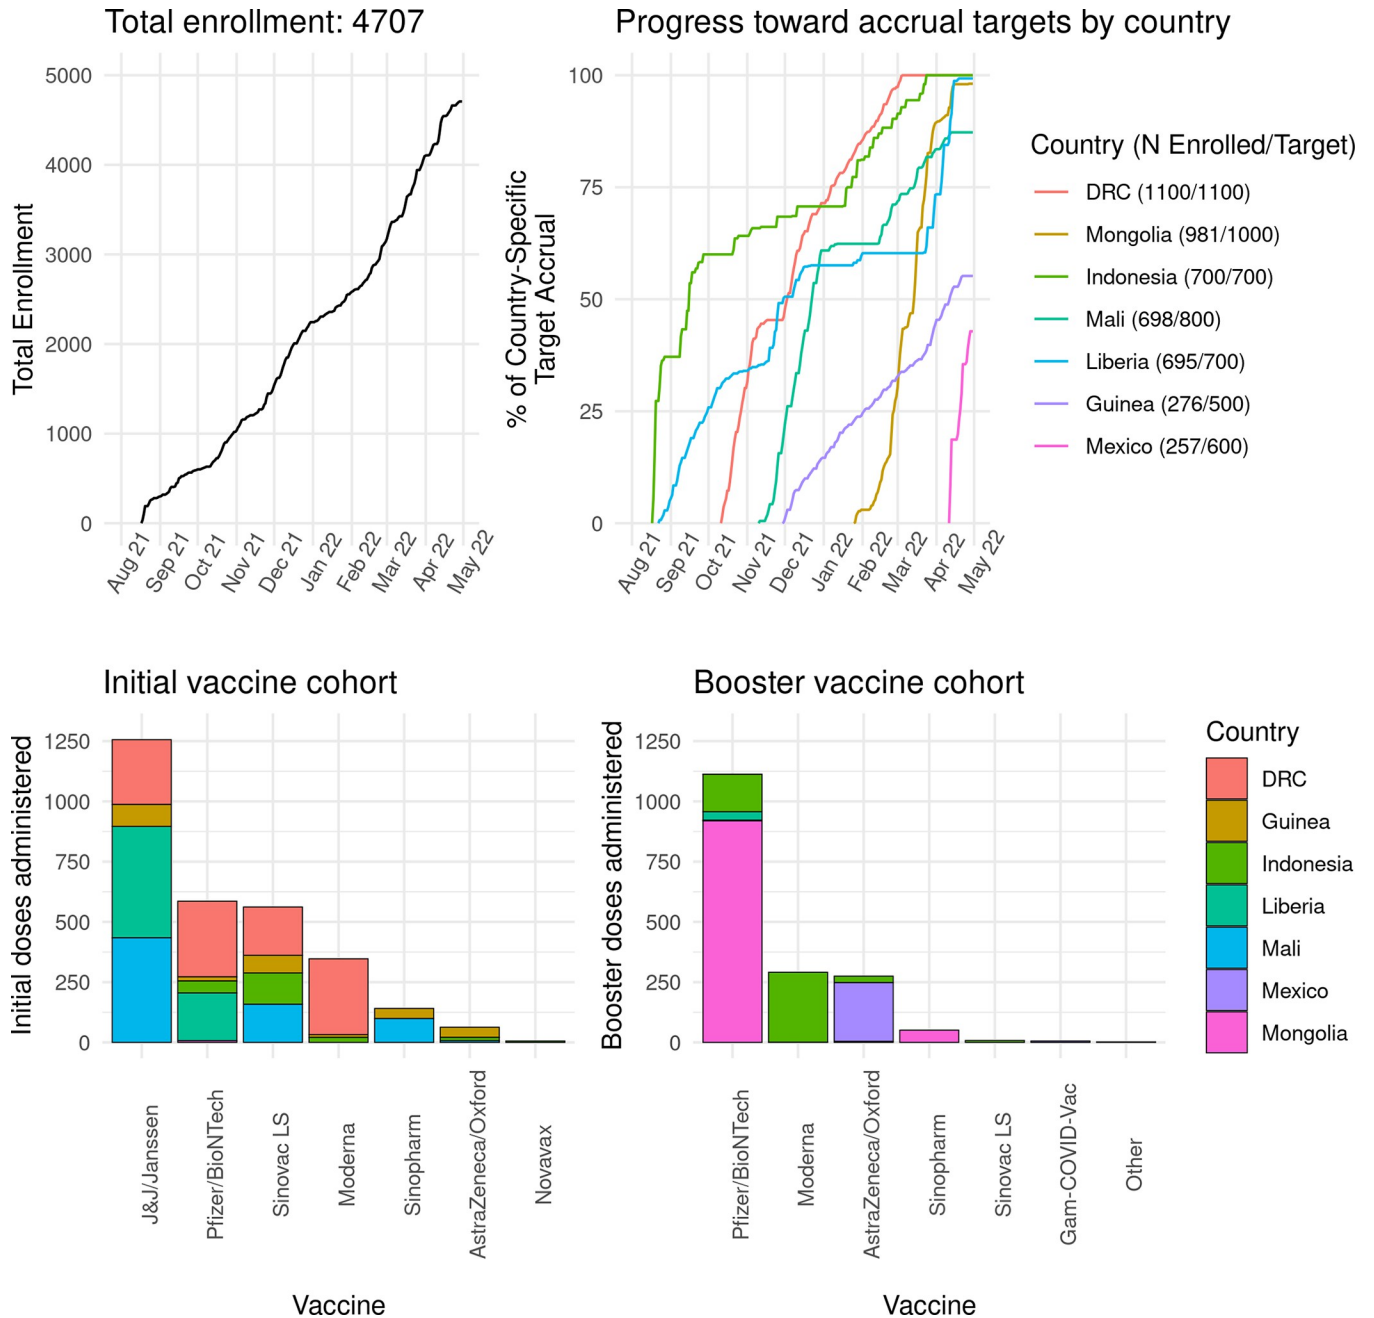 Total enrollment: 4707
Total Enrollment
5000
4000
3000
2000
1000
0
Aug 21
Sep 21
Oct 21
Nov 21
Dec 21
Jan 22
Feb 22
Mar 22
Apr 22
May 22
Progress toward accrual targets by country
% of Country-Specific
Target Accrual
100
75
50
25
0
Aug 21
Sep 21
Oct 21
Nov 21
Dec 21
Jan 22
Feb 22
Mar 22
Apr 22
May 22
Country (N Enrolled/Target)
DRC (1100/1100)
Mongolia (981/1000)
Indonesia (700/700)
Mali (698/800)
Liberia (695/700)
Guinea (276/500)
Mexico (257/600)
Initial vaccine cohort
Initial doses administered
1250
1000
750
500
250
0
J&J/Janssen
Pfizer/BioNTech
Sinovac LS
Moderna
Sinopharm
AstraZeneca/Oxford
Novavax
Vaccine
Booster vaccine cohort
Booster doses administered
1250
1000
750
500
250
0
Pfizer/BioNTech
Moderna
AstraZeneca/Oxford
Sinopharm
Sinovac LS
Gam-COVID-Vac
Other
Vaccine
Country
DRC
Guinea
Indonesia
Liberia
Mali
Mexico
Mongolia